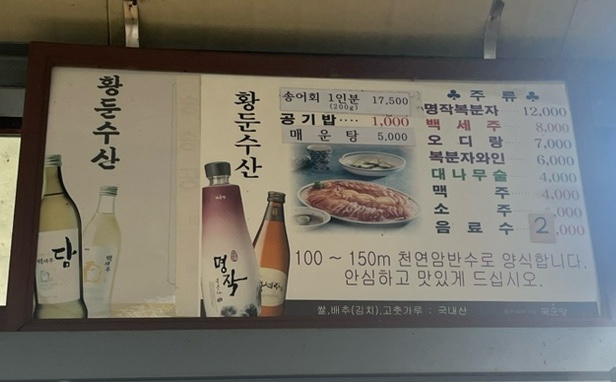 황둔수산
황둔수산
담
명작
송어회 1인분 17,500
(200g)
공기밥···· 1,000
매운탕 5,000
♣ 주 류 ♣
명작복분자 12,000
백세주 8,000
오디랑 7,000
복분자와인 6,000
대나무술 4,000
맥주 4,000
소주 ,000
음료수 2,000
100 ~ 150m 천연암반수로 양식합니다.
안심하고 맛있게 드십시오.
쌀,배추(김치),고춧가루 : 국내산